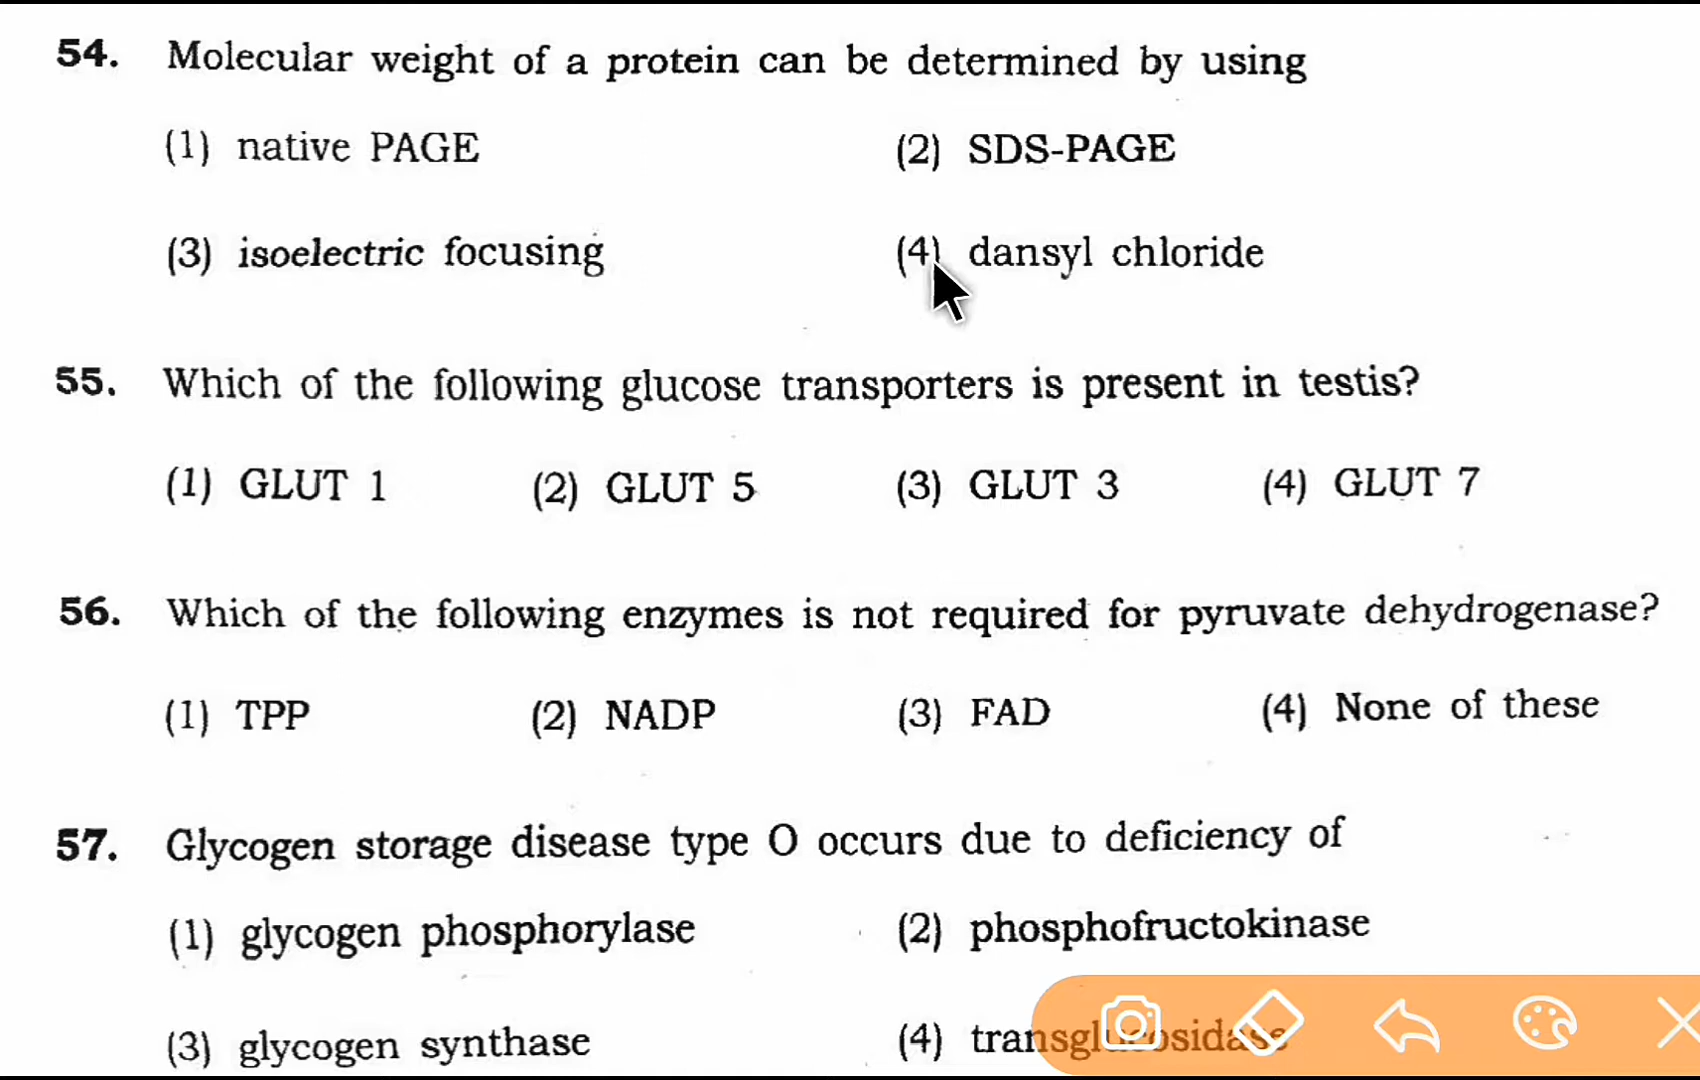 54. Molecular weight of a protein can be determined by using
(1) native PAGE (2) SDS-PAGE
(3) isoelectric focusing (4) dansyl chloride
55. Which of the following glucose transporters is present in testis?
(1) GLUT 1 (2) GLUT 5 (3) GLUT 3 (4) GLUT 7
56. Which of the following enzymes is not required for pyruvate dehydrogenase?
(1) TPP (2) NADP (3) FAD (4) None of these
57. Glycogen storage disease type O occurs due to deficiency of
(1) glycogen phosphorylase (2) phosphofructokinase
(3) glycogen synthase (4) transglucosidase